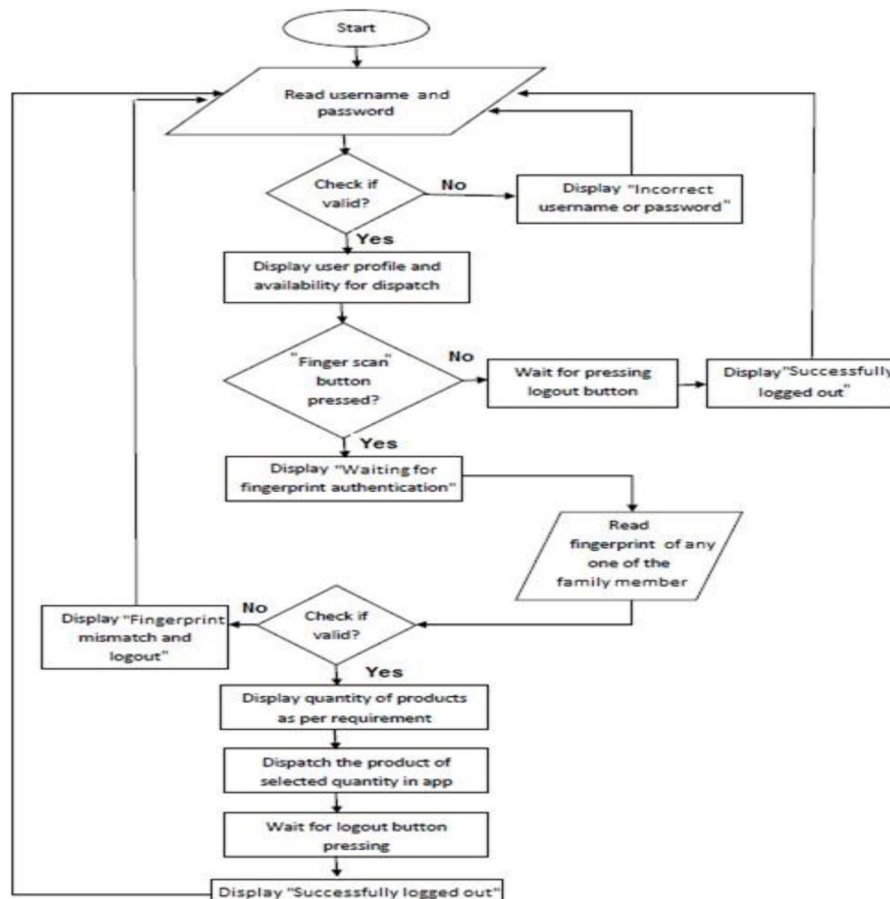 Start
Read username and
password
Check if
valid?
No
Display "Incorrect
username or password"
Yes
Display user profile and
availability for dispatch
"Finger scan"
button
pressed?
No
Wait for pressing
logout button
Display "Successfully
logged out"
Yes
Display "Waiting for
fingerprint authentication"
Read
fingerprint of any
one of the
family member
Check if
valid?
No
Display "Fingerprint
mismatch and
logout"
Yes
Display quantity of products
as per requirement
Dispatch the product of
selected quantity in app
Wait for logout button
pressing
Display "Successfully logged out"